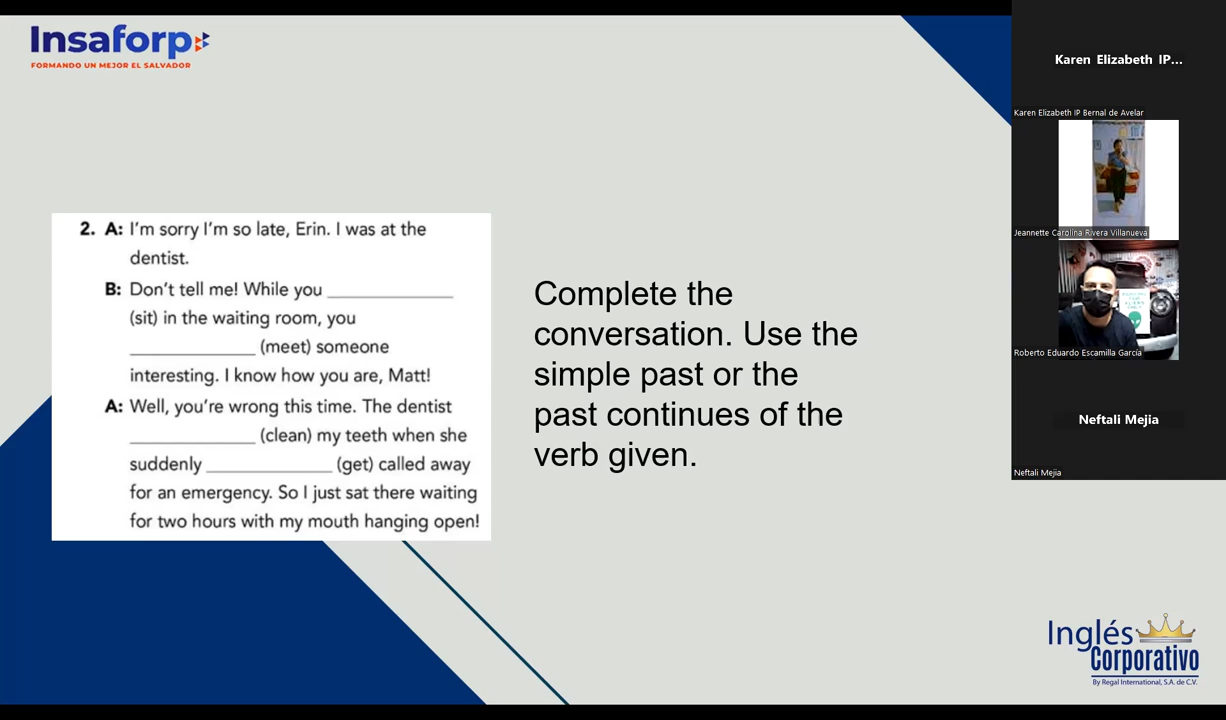 Insaforp
FORMANDO UN MEJOR EL SALVADOR
2. A: I'm sorry I'm so late, Erin. I was at the
dentist.
B: Don't tell me! While you ____________
(sit) in the waiting room, you
____________ (meet) someone
interesting. I know how you are, Matt!
A: Well, you're wrong this time. The dentist
____________ (clean) my teeth when she
suddenly ____________ (get) called away
for an emergency. So I just sat there waiting
for two hours with my mouth hanging open!
Complete the
conversation. Use the
simple past or the
past continues of the
verb given.
Karen Elizabeth IP...
Karen Elizabeth IP Bernal de Avelar
Jeannette Carolina Rivera Villanueva
Roberto Eduardo Escamilla García
Neftali Mejia
Neftali Mejia
Inglés
Corporativo
By Regal International, S.A. de C.V.